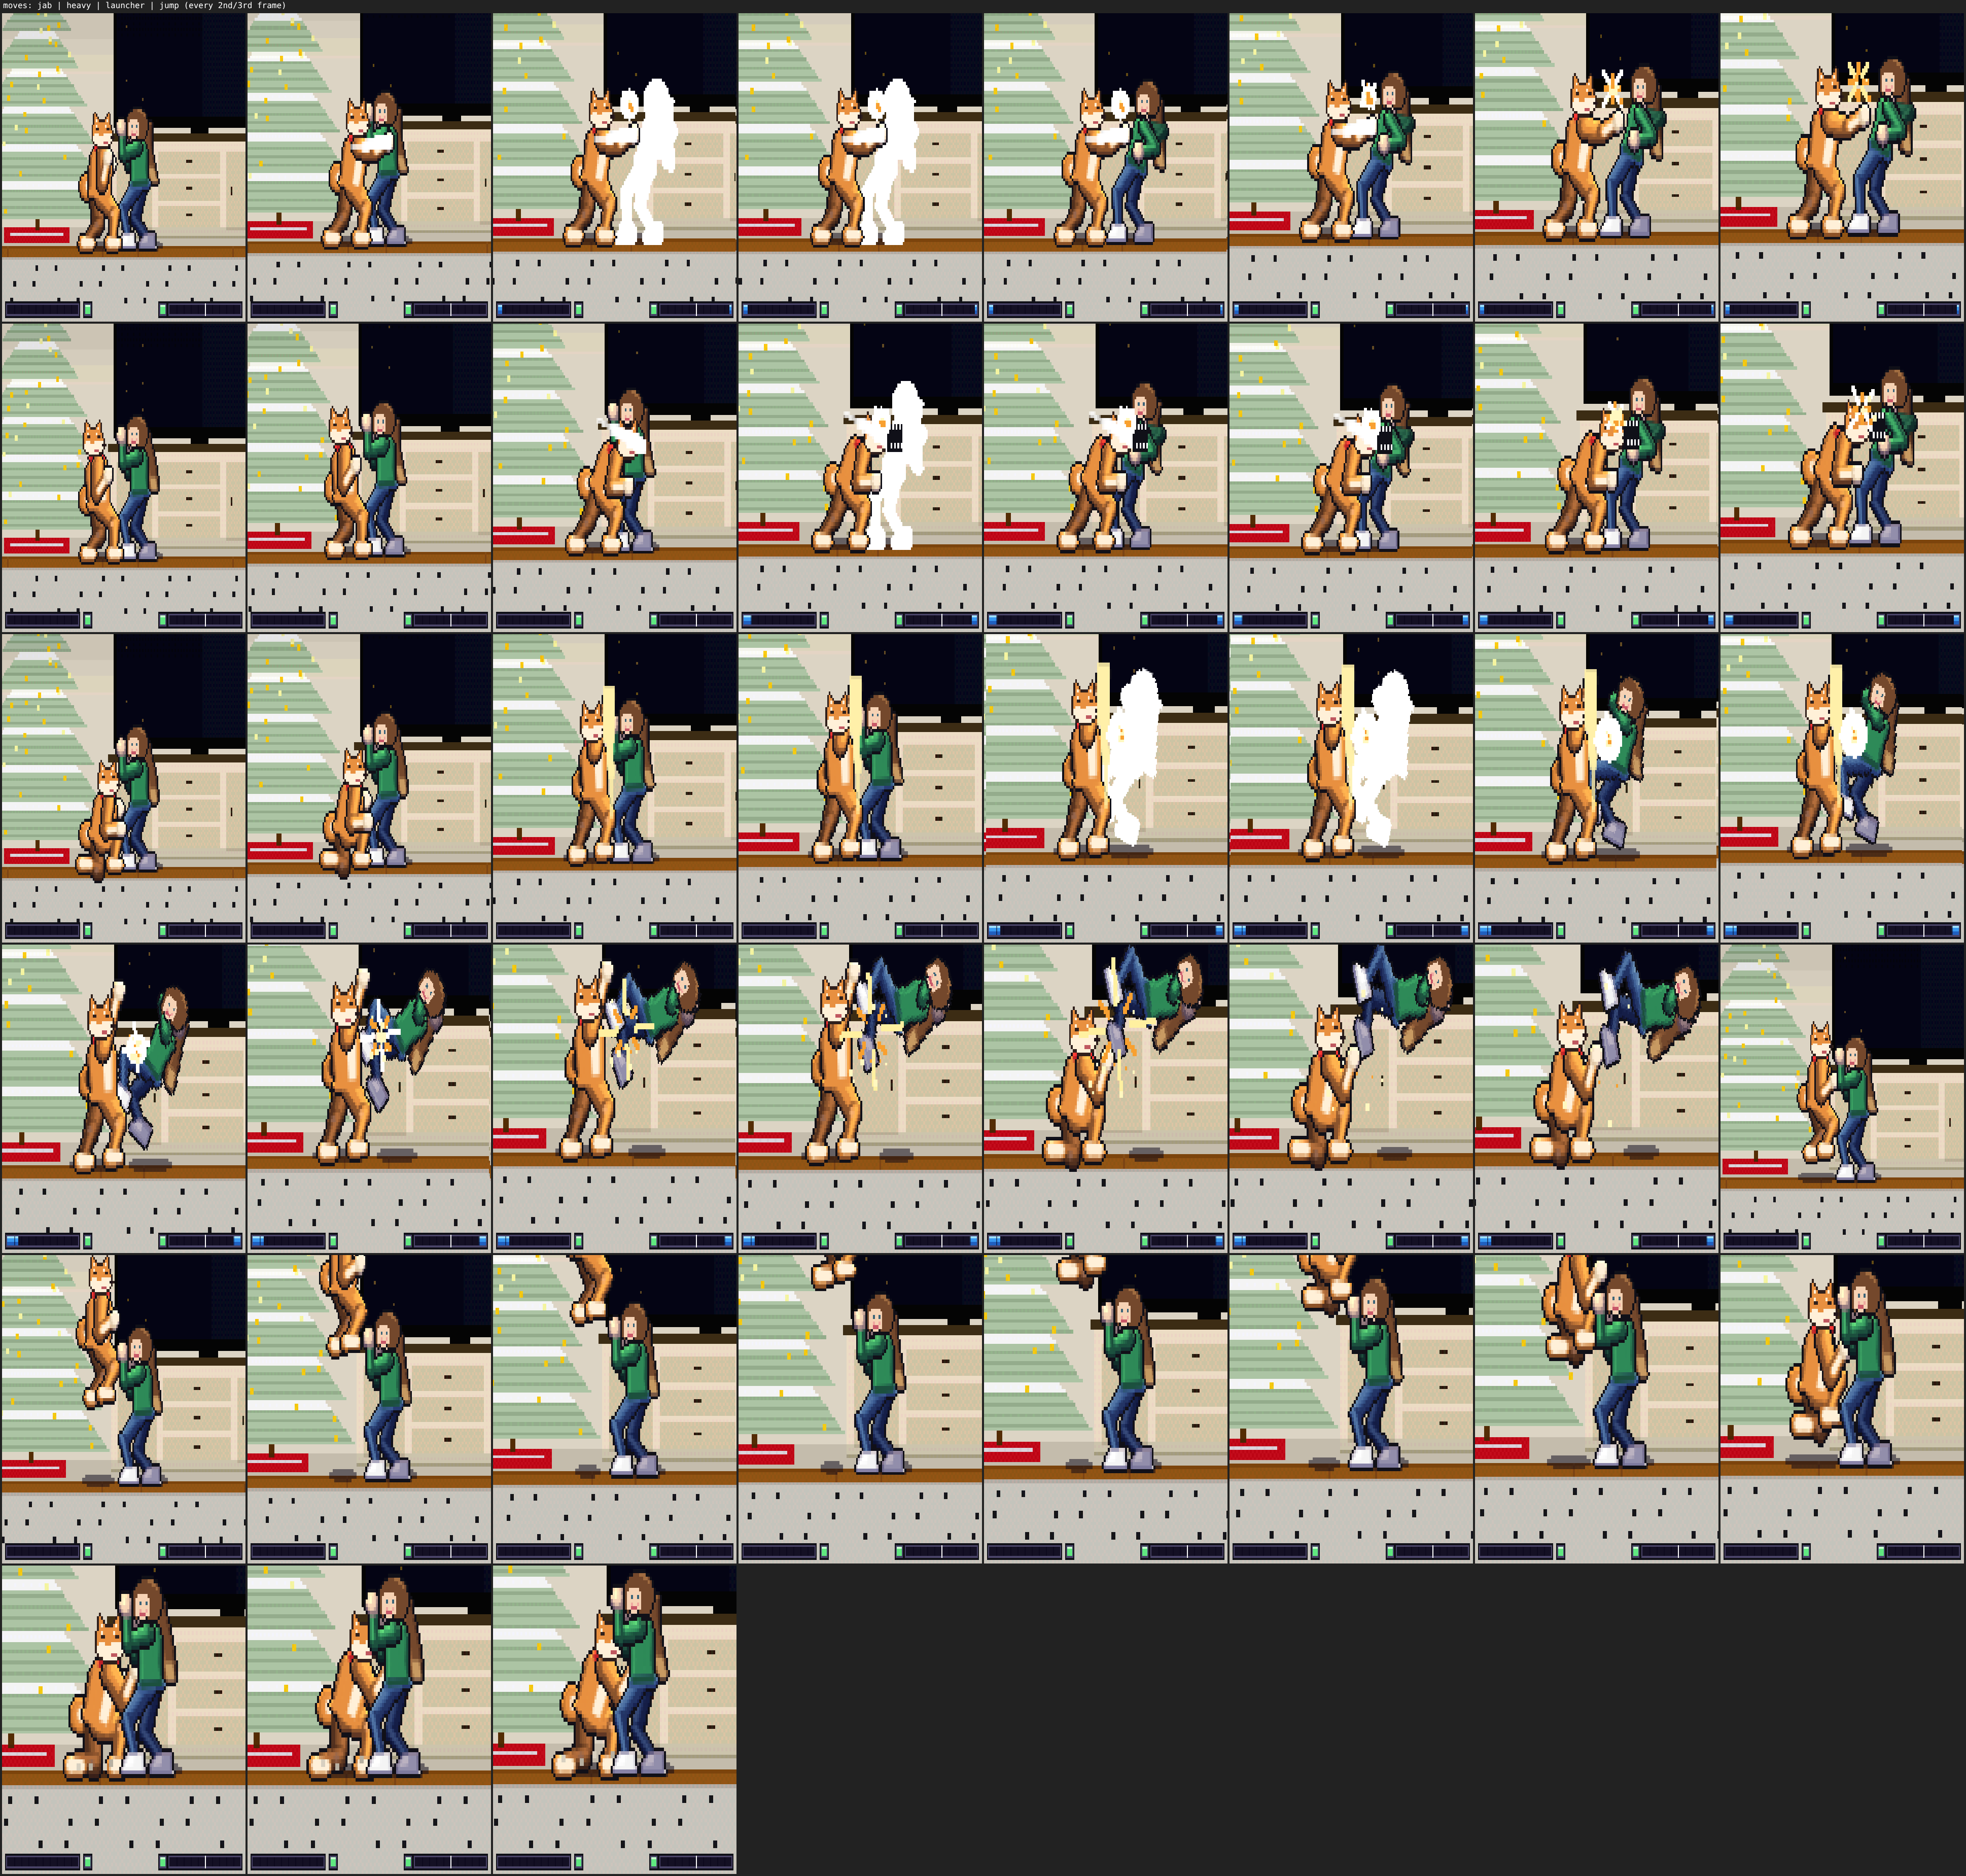 moves: jab | heavy | launcher | jump (every 2nd/3rd frame)